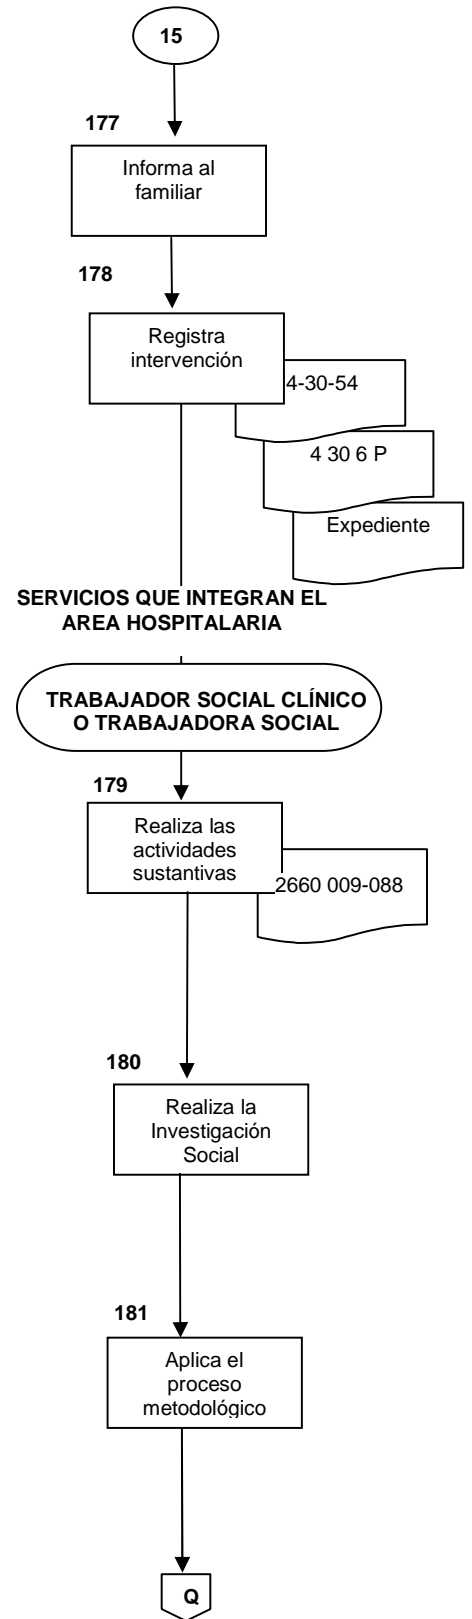 15
177
Informa al
familiar
178
Registra
intervención
4-30-54
4 30 6 P
Expediente
SERVICIOS QUE INTEGRAN EL
AREA HOSPITALARIA
TRABAJADOR SOCIAL CLÍNICO
O TRABAJADORA SOCIAL
179
Realiza las
actividades
sustantivas
2660 009-088
180
Realiza la
Investigación
Social
181
Aplica el
proceso
metodológico
Q